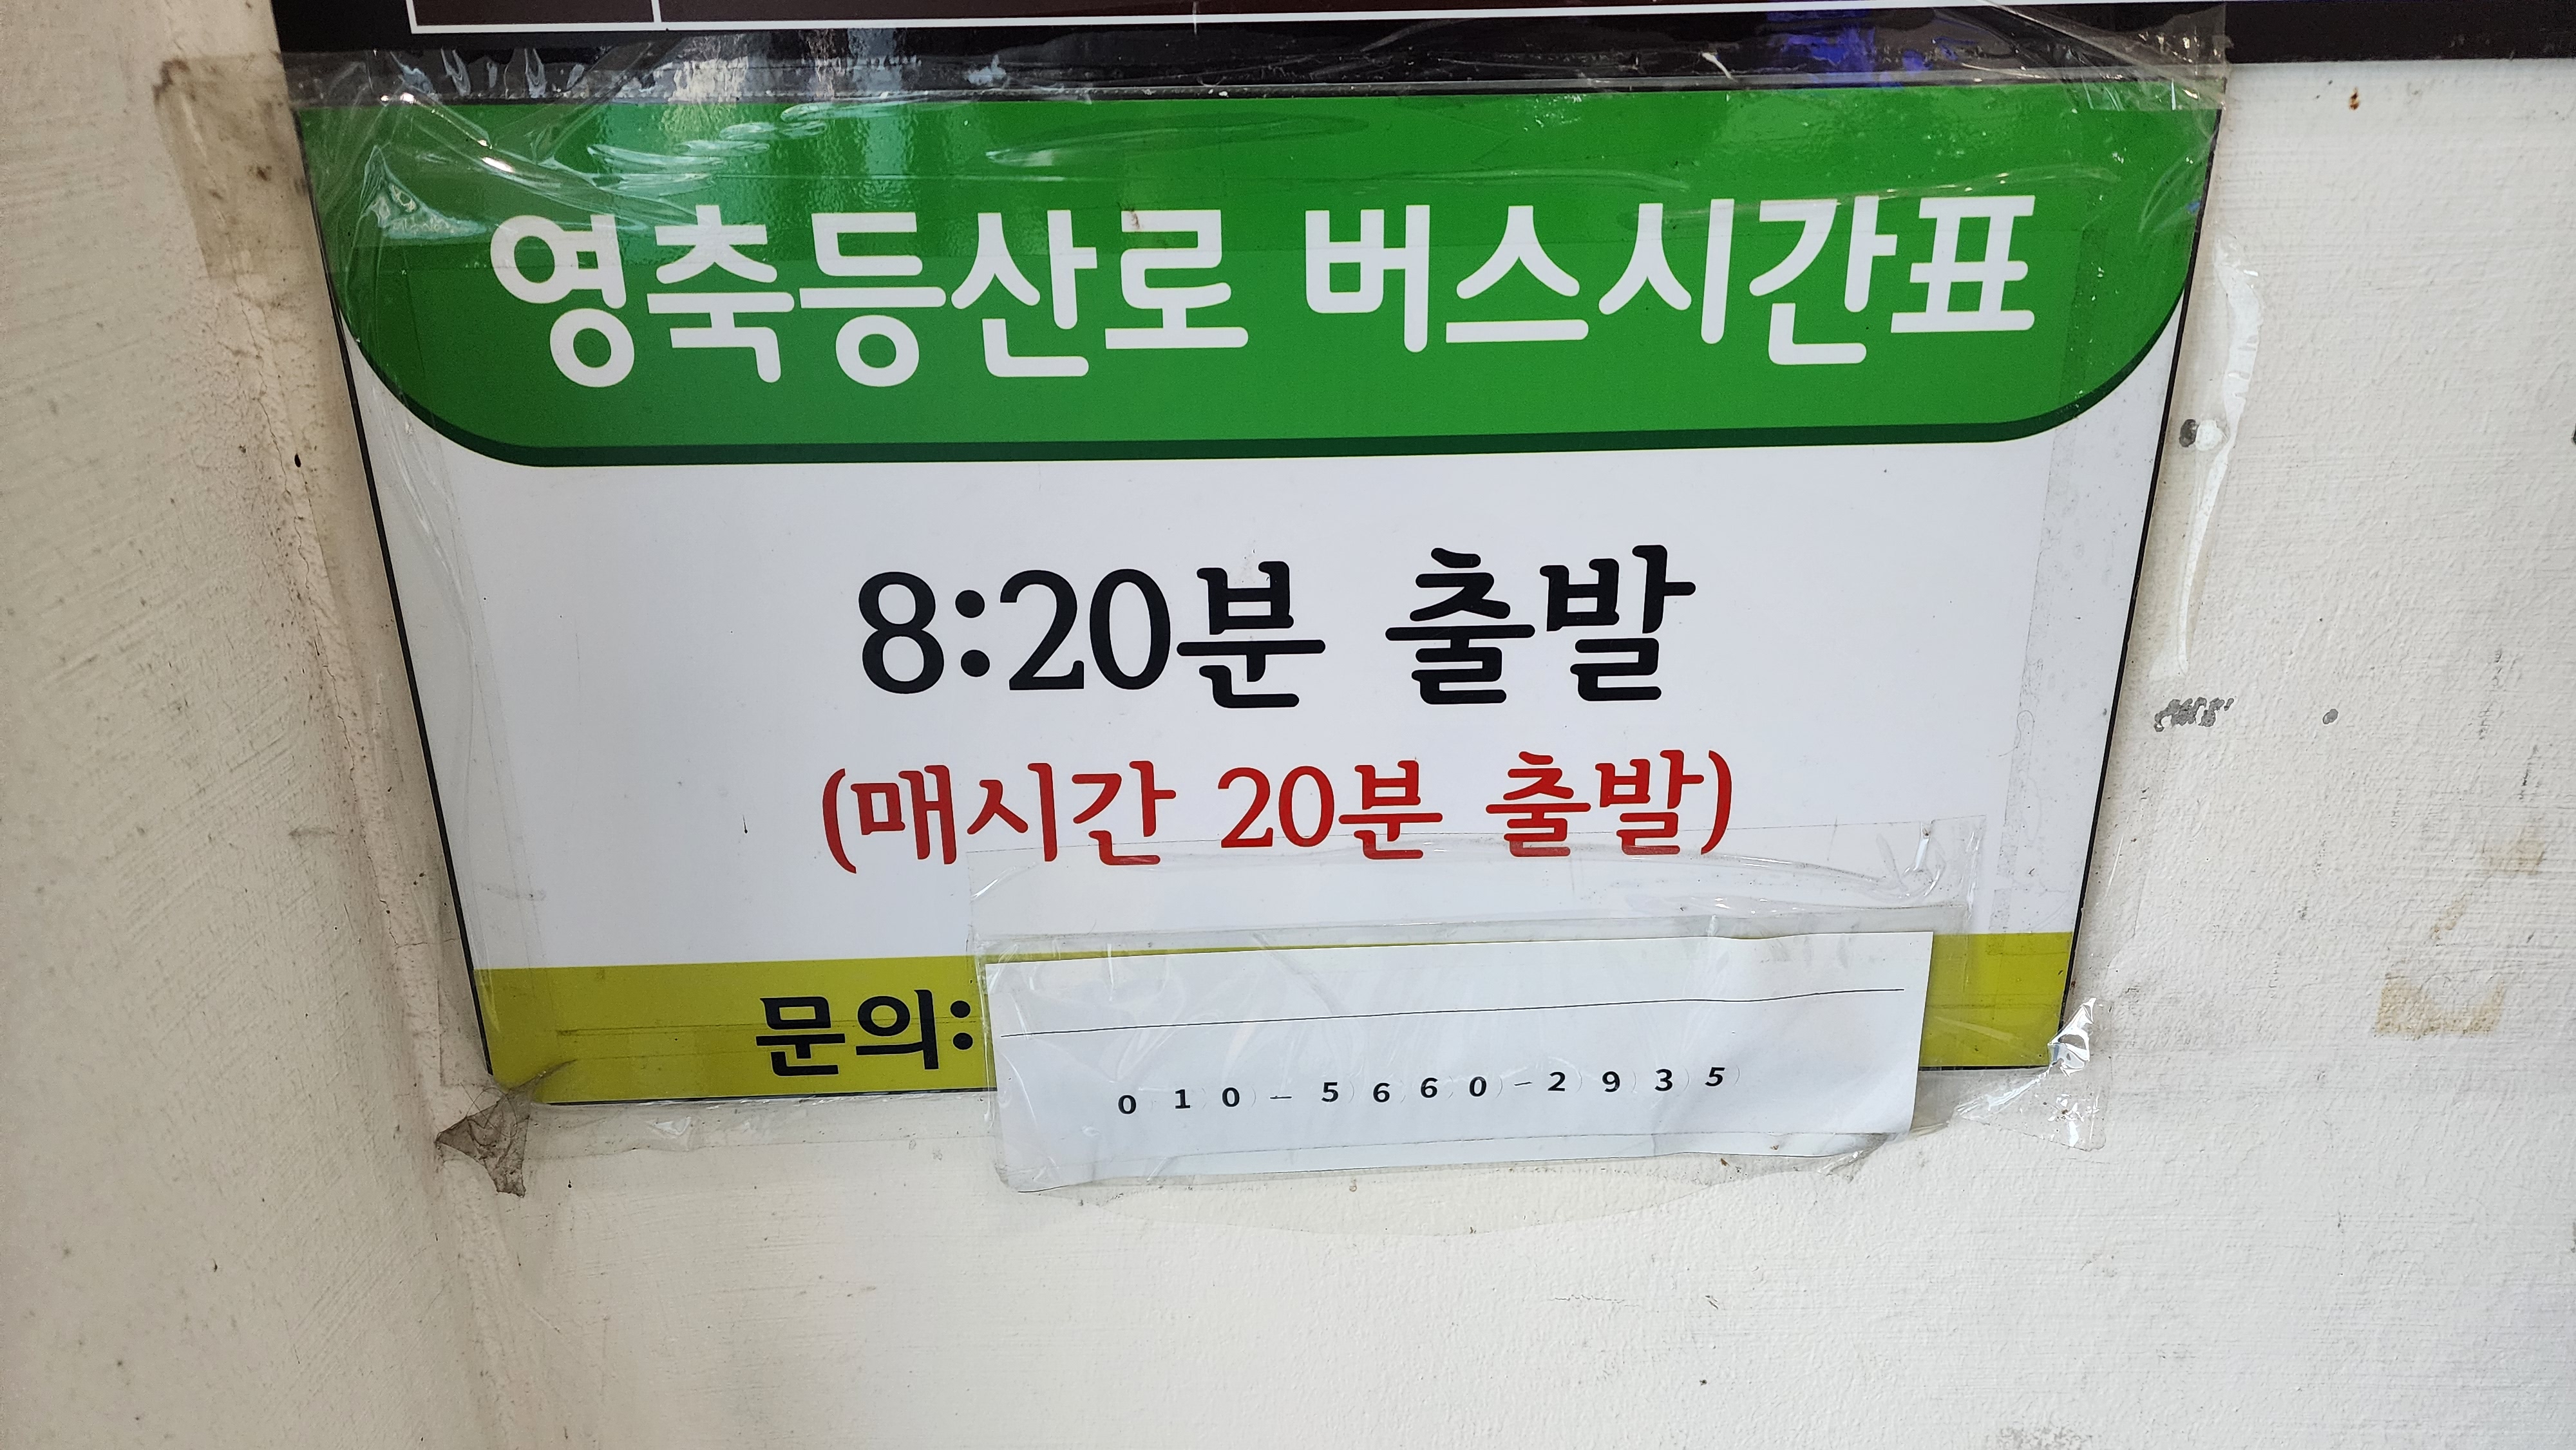 영축등산로 버스시간표
8:20분 출발
(매시간 20분 출발)
문의:
010-5660-2935